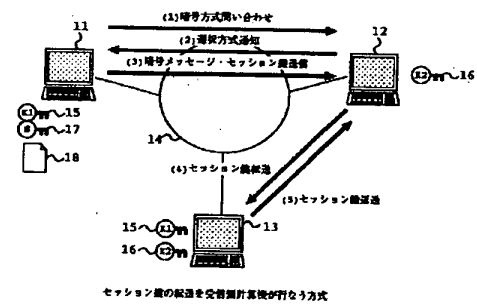 (1)暗号方式問い合わせ
11
(2)選択方式通知
12
(3)暗号メッセージ・セッション鍵送信
K2
16
K1
15
S
17
18
14
(4)セッション鍵転送
(5)セッション鍵返送
15
K1
13
16
K2
セッション鍵の転送を受信側計算機が行なう方式